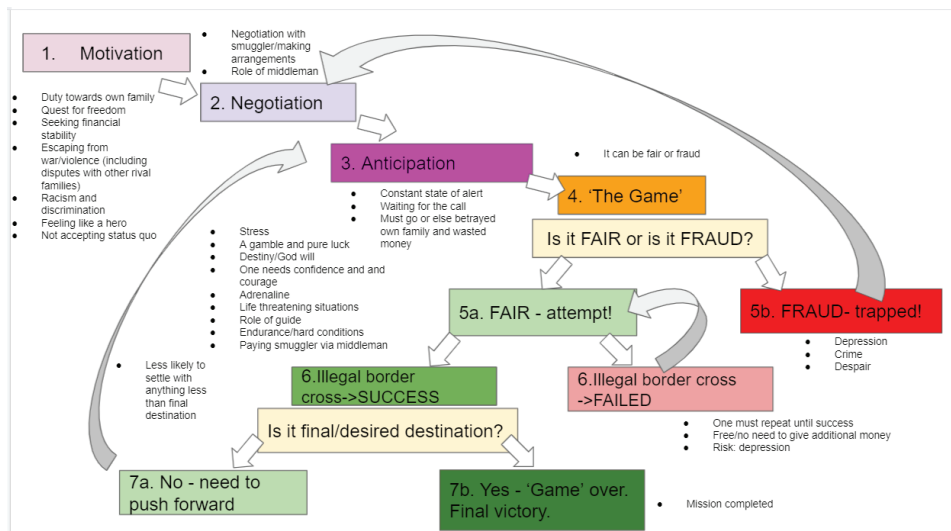 1. Motivation
• Negotiation with
smuggler/making
arrangements
• Role of middleman
2. Negotiation
• Duty towards own family
• Quest for freedom
• Seeking financial
stability
• Escaping from
war/violence (including
disputes with other rival
families)
• Racism and
discrimination
• Feeling like a hero
• Not accepting status quo
3. Anticipation
• Constant state of alert
• Waiting for the call
• Must go or else betrayed
own family and wasted
money
• It can be fair or fraud
4. ‘The Game’
Is it FAIR or is it FRAUD?
• Stress
• A gamble and pure luck
• Destiny/God will
• One needs confidence and and
courage
• Adrenaline
• Life threatening situations
• Role of guide
• Endurance/hard conditions
• Paying smuggler via middleman
5a. FAIR - attempt!
5b. FRAUD- trapped!
• Depression
• Crime
• Despair
• Less likely to
settle with
anything less
than final
destination
6.Illegal border
cross->SUCCESS
6.Illegal border cross
->FAILED
• One must repeat until success
• Free/no need to give additional money
• Risk: depression
Is it final/desired destination?
7a. No - need to
push forward
7b. Yes - ‘Game’ over.
Final victory.
• Mission completed